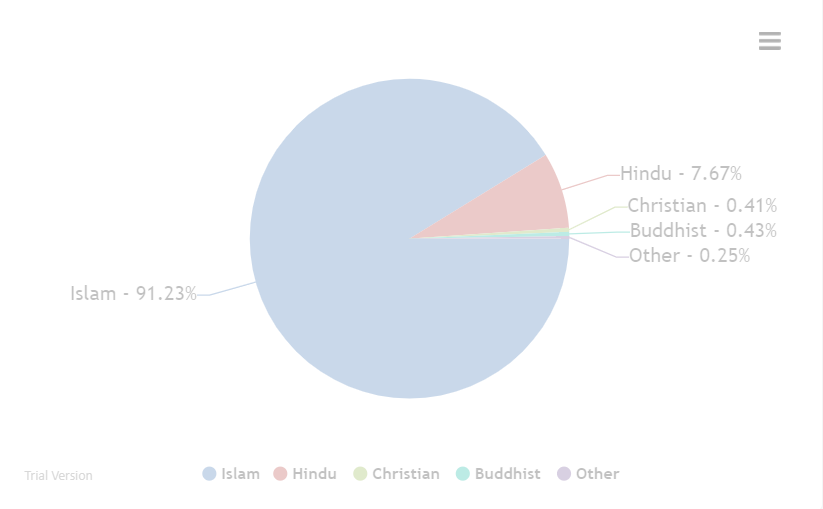 Hindu - 7.67%
Christian - 0.41%
Buddhist - 0.43%
Other - 0.25%
Islam - 91.23%
Trial Version
Islam Hindu Christian Buddhist Other